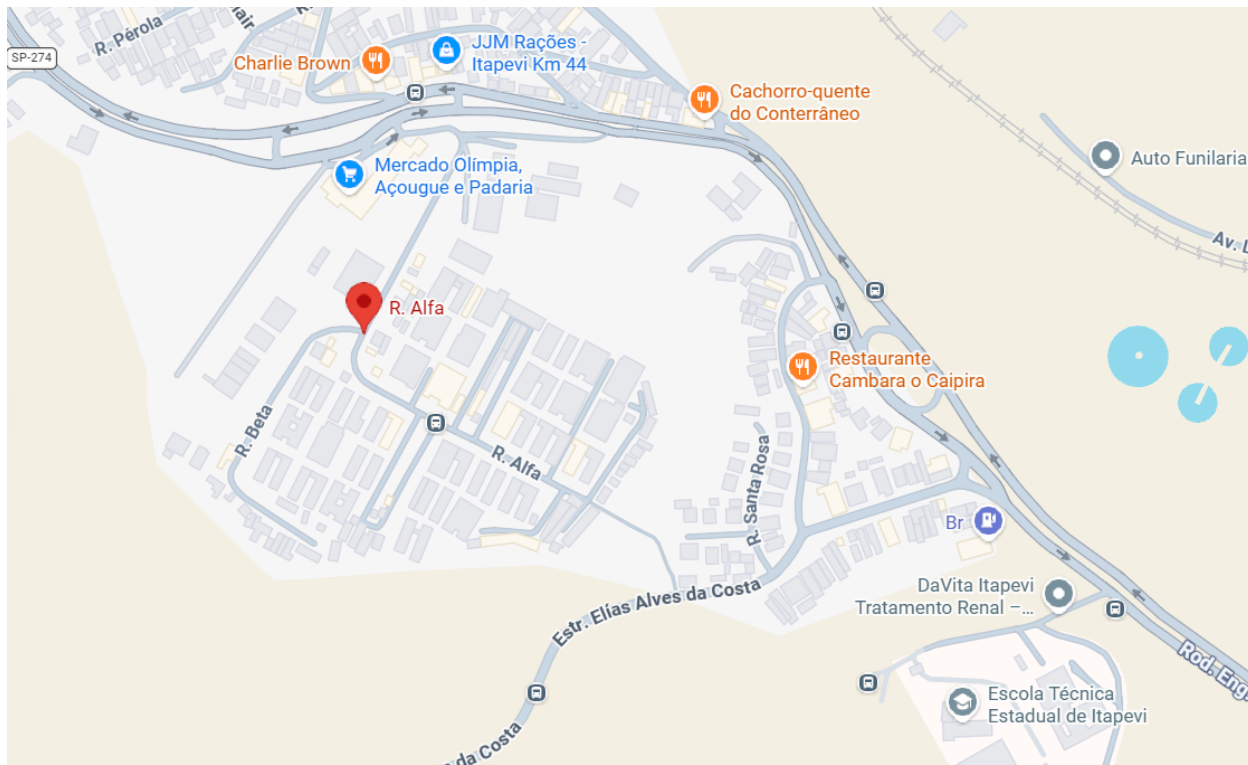 R. Pérola
SP-274
Charlie Brown
JJM Rações -
Itapevi Km 44
Cachorro-quente
do Conterrâneo
Auto Funilaria
Mercado Olímpia,
Açougue e Padaria
Av.
R. Alfa
Restaurante
Cambara o Caipira
R. Beta
R. Alfa
R. Santa Rosa
Br
Estr. Elías Alves da Costa
DaVita Itapevi
Tratamento Renal –...
Rod. Eng
Escola Técnica
Estadual de Itapevi
da Costa